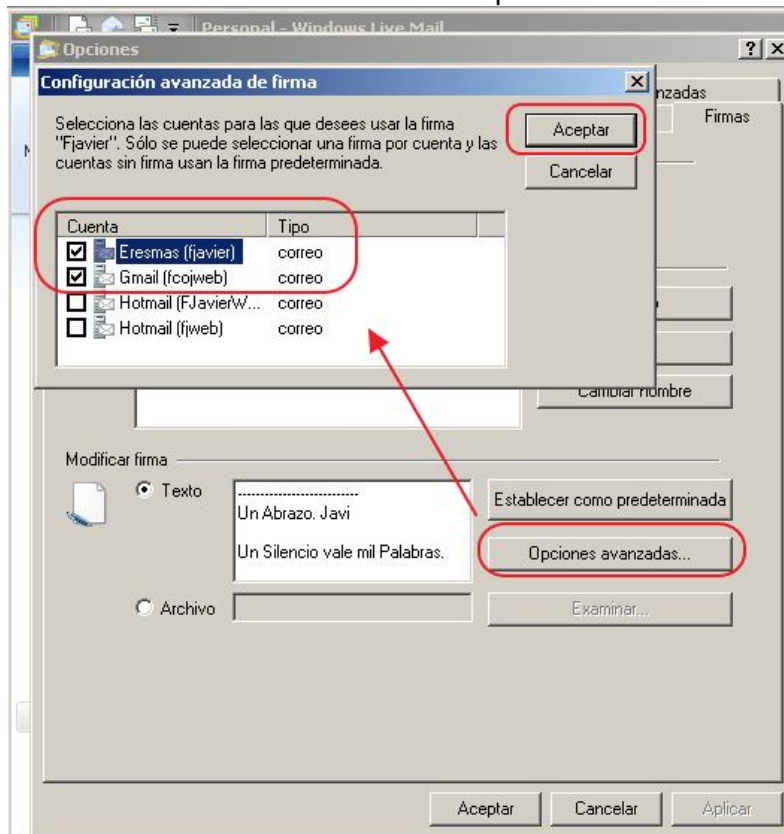 Personal - Windows Live Mail
Opciones
Configuración avanzada de firma
Selecciona las cuentas para las que desees usar la firma
"Fjavier". Sólo se puede seleccionar una firma por cuenta y las
cuentas sin firma usan la firma predeterminada.
Aceptar
Cancelar
nzadas
Firmas
Cuenta Tipo
Eresmas (fjavier) correo
Gmail (fcojweb) correo
Hotmail (FJavierW... correo
Hotmail (fjweb) correo
Cambiar nombre
Modificar firma
Texto
---------------------------
Un Abrazo. Javi
Un Silencio vale mil Palabras.
Establecer como predeterminada
Opciones avanzadas...
Archivo
Examinar...
Aceptar Cancelar Aplicar